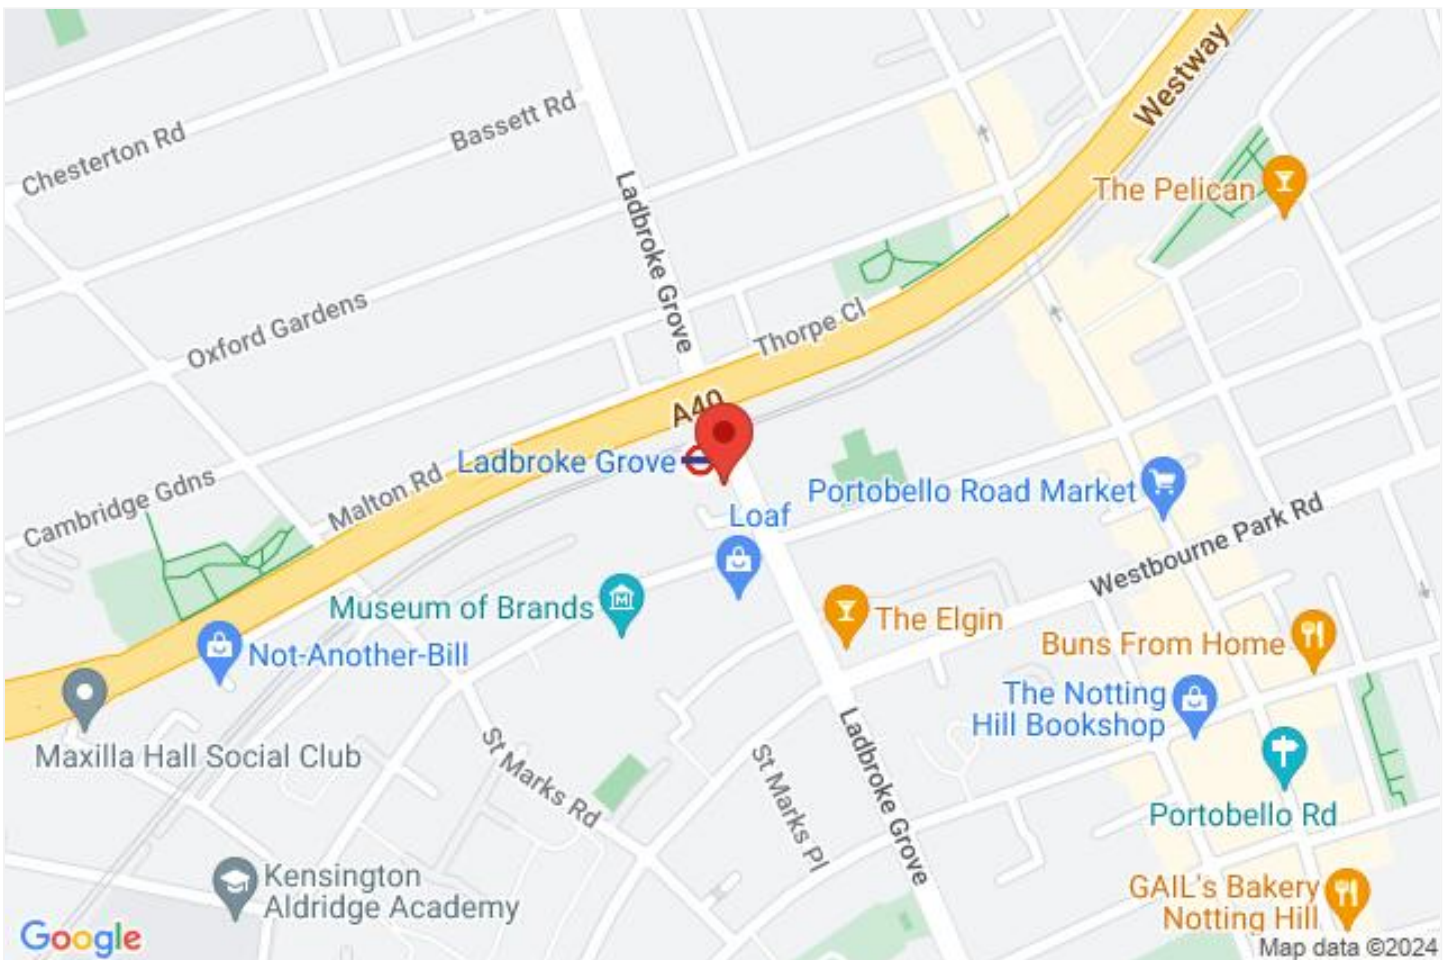 Westway
Bassett Rd
Chesterton Rd
The Pelican
Ladbroke Grove
Oxford Gardens
Thorpe Cl
A40
Ladbroke Grove
Portobello Road Market
Malton Rd
Cambridge Gdns
Loaf
Westbourne Park Rd
Museum of Brands
The Elgin
Buns From Home
Not-Another-Bill
The Notting
Hill Bookshop
Maxilla Hall Social Club
St Marks Rd
St Marks Pl
Ladbroke Grove
Portobello Rd
Kensington
Aldridge Academy
GAIL's Bakery
Notting Hill
Google
Map data ©2024